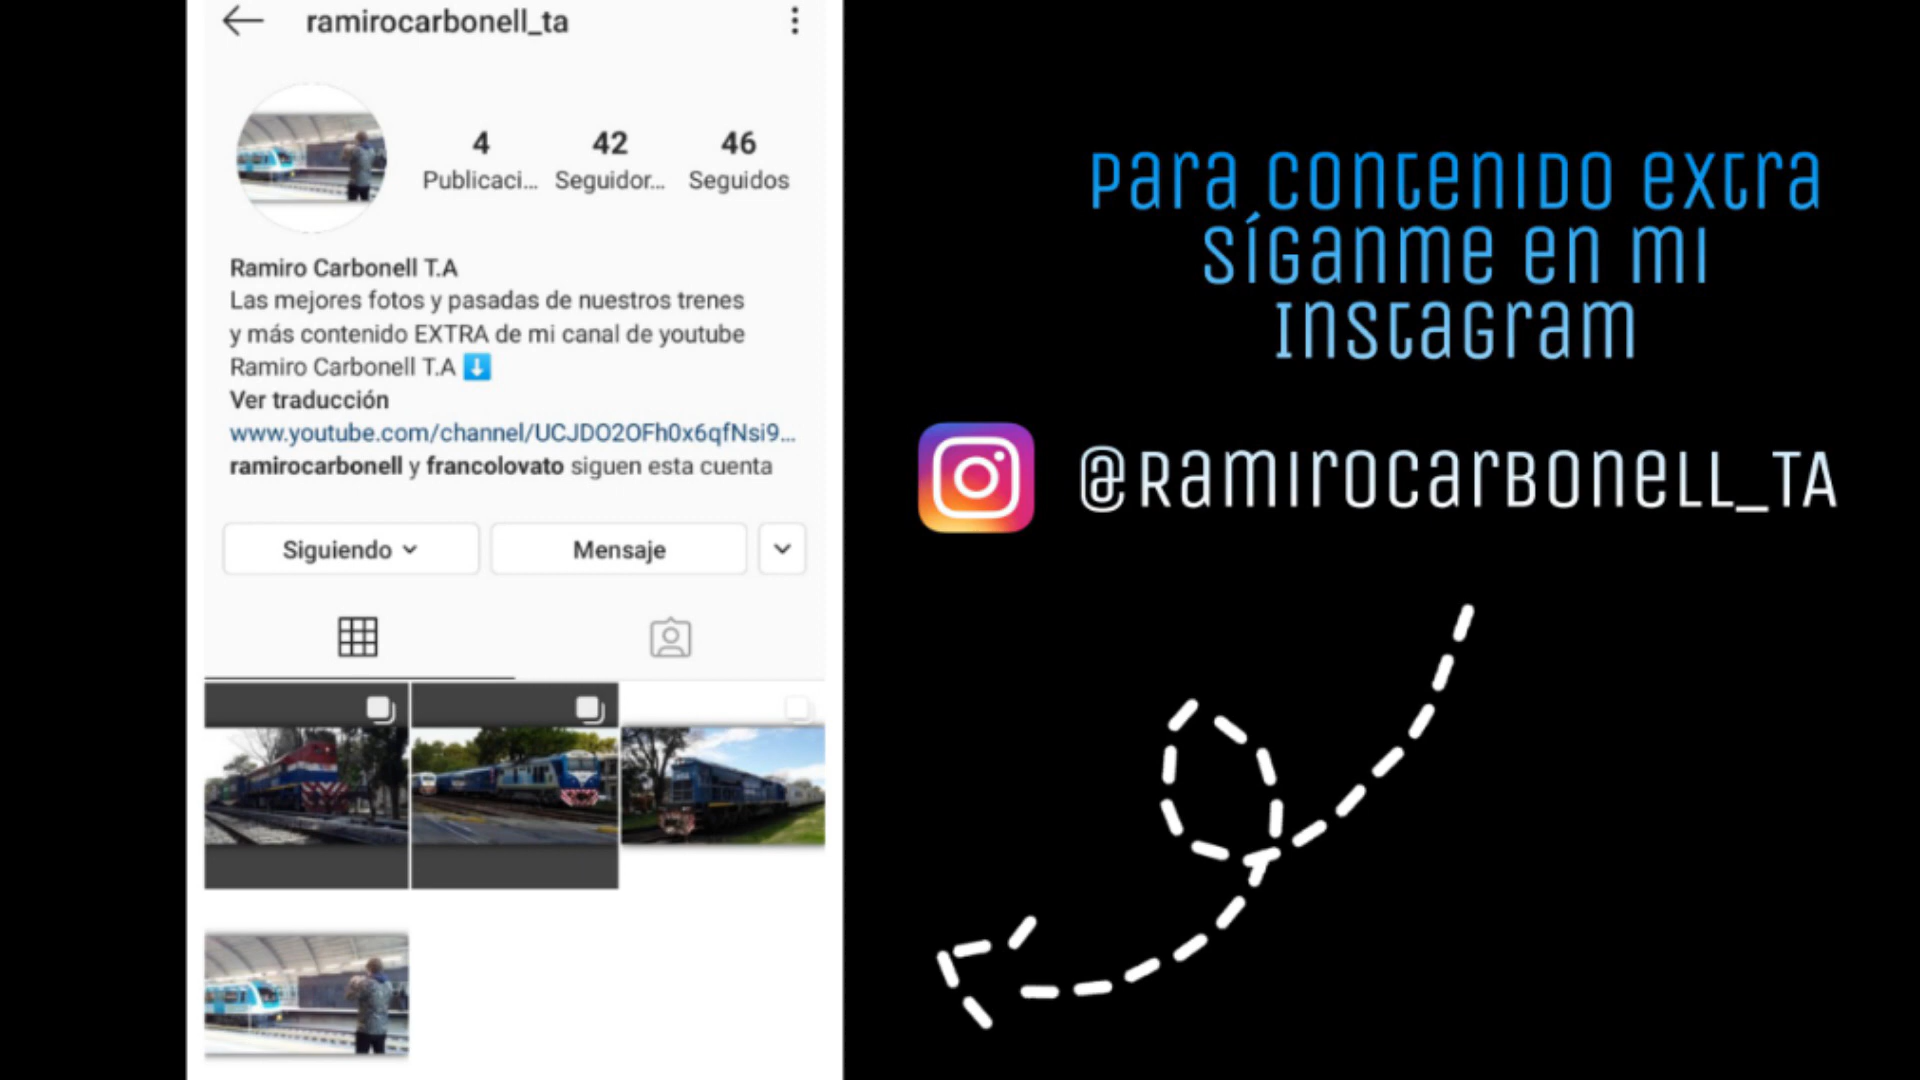 ramirocarbonell_ta
4 42 46
Publicaci... Seguidor... Seguidos
Ramiro Carbonell T.A
Las mejores fotos y pasadas de nuestros trenes
y más contenido EXTRA de mi canal de youtube
Ramiro Carbonell T.A
Ver traducción
www.youtube.com/channel/UCJDO2OFh0x6qfNsi9...
ramirocarbonell y francolovato siguen esta cuenta
Siguiendo Mensaje
Para contenido extra
síganme en mi
Instagram
@Ramirocarbonell_TA